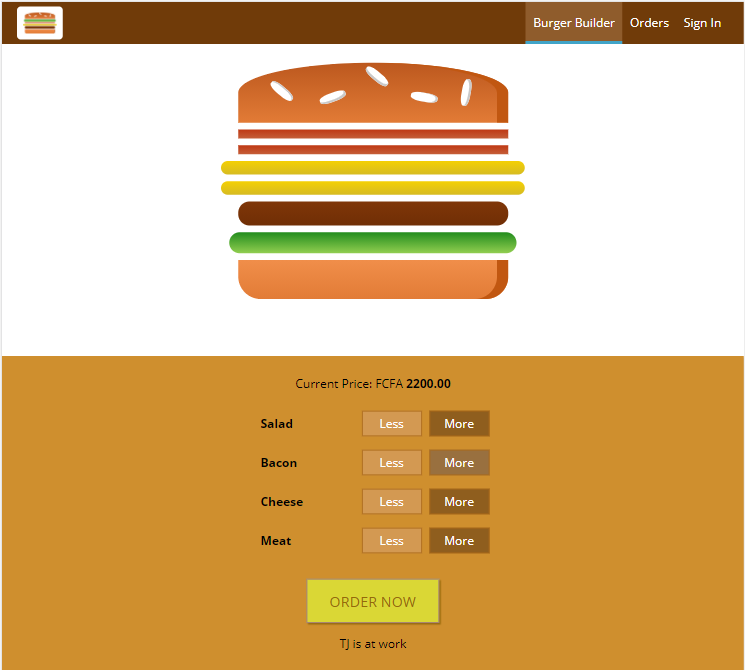 Burger Builder Orders Sign In
Current Price: FCFA 2200.00
Salad Less More
Bacon Less More
Cheese Less More
Meat Less More
ORDER NOW
TJ is at work